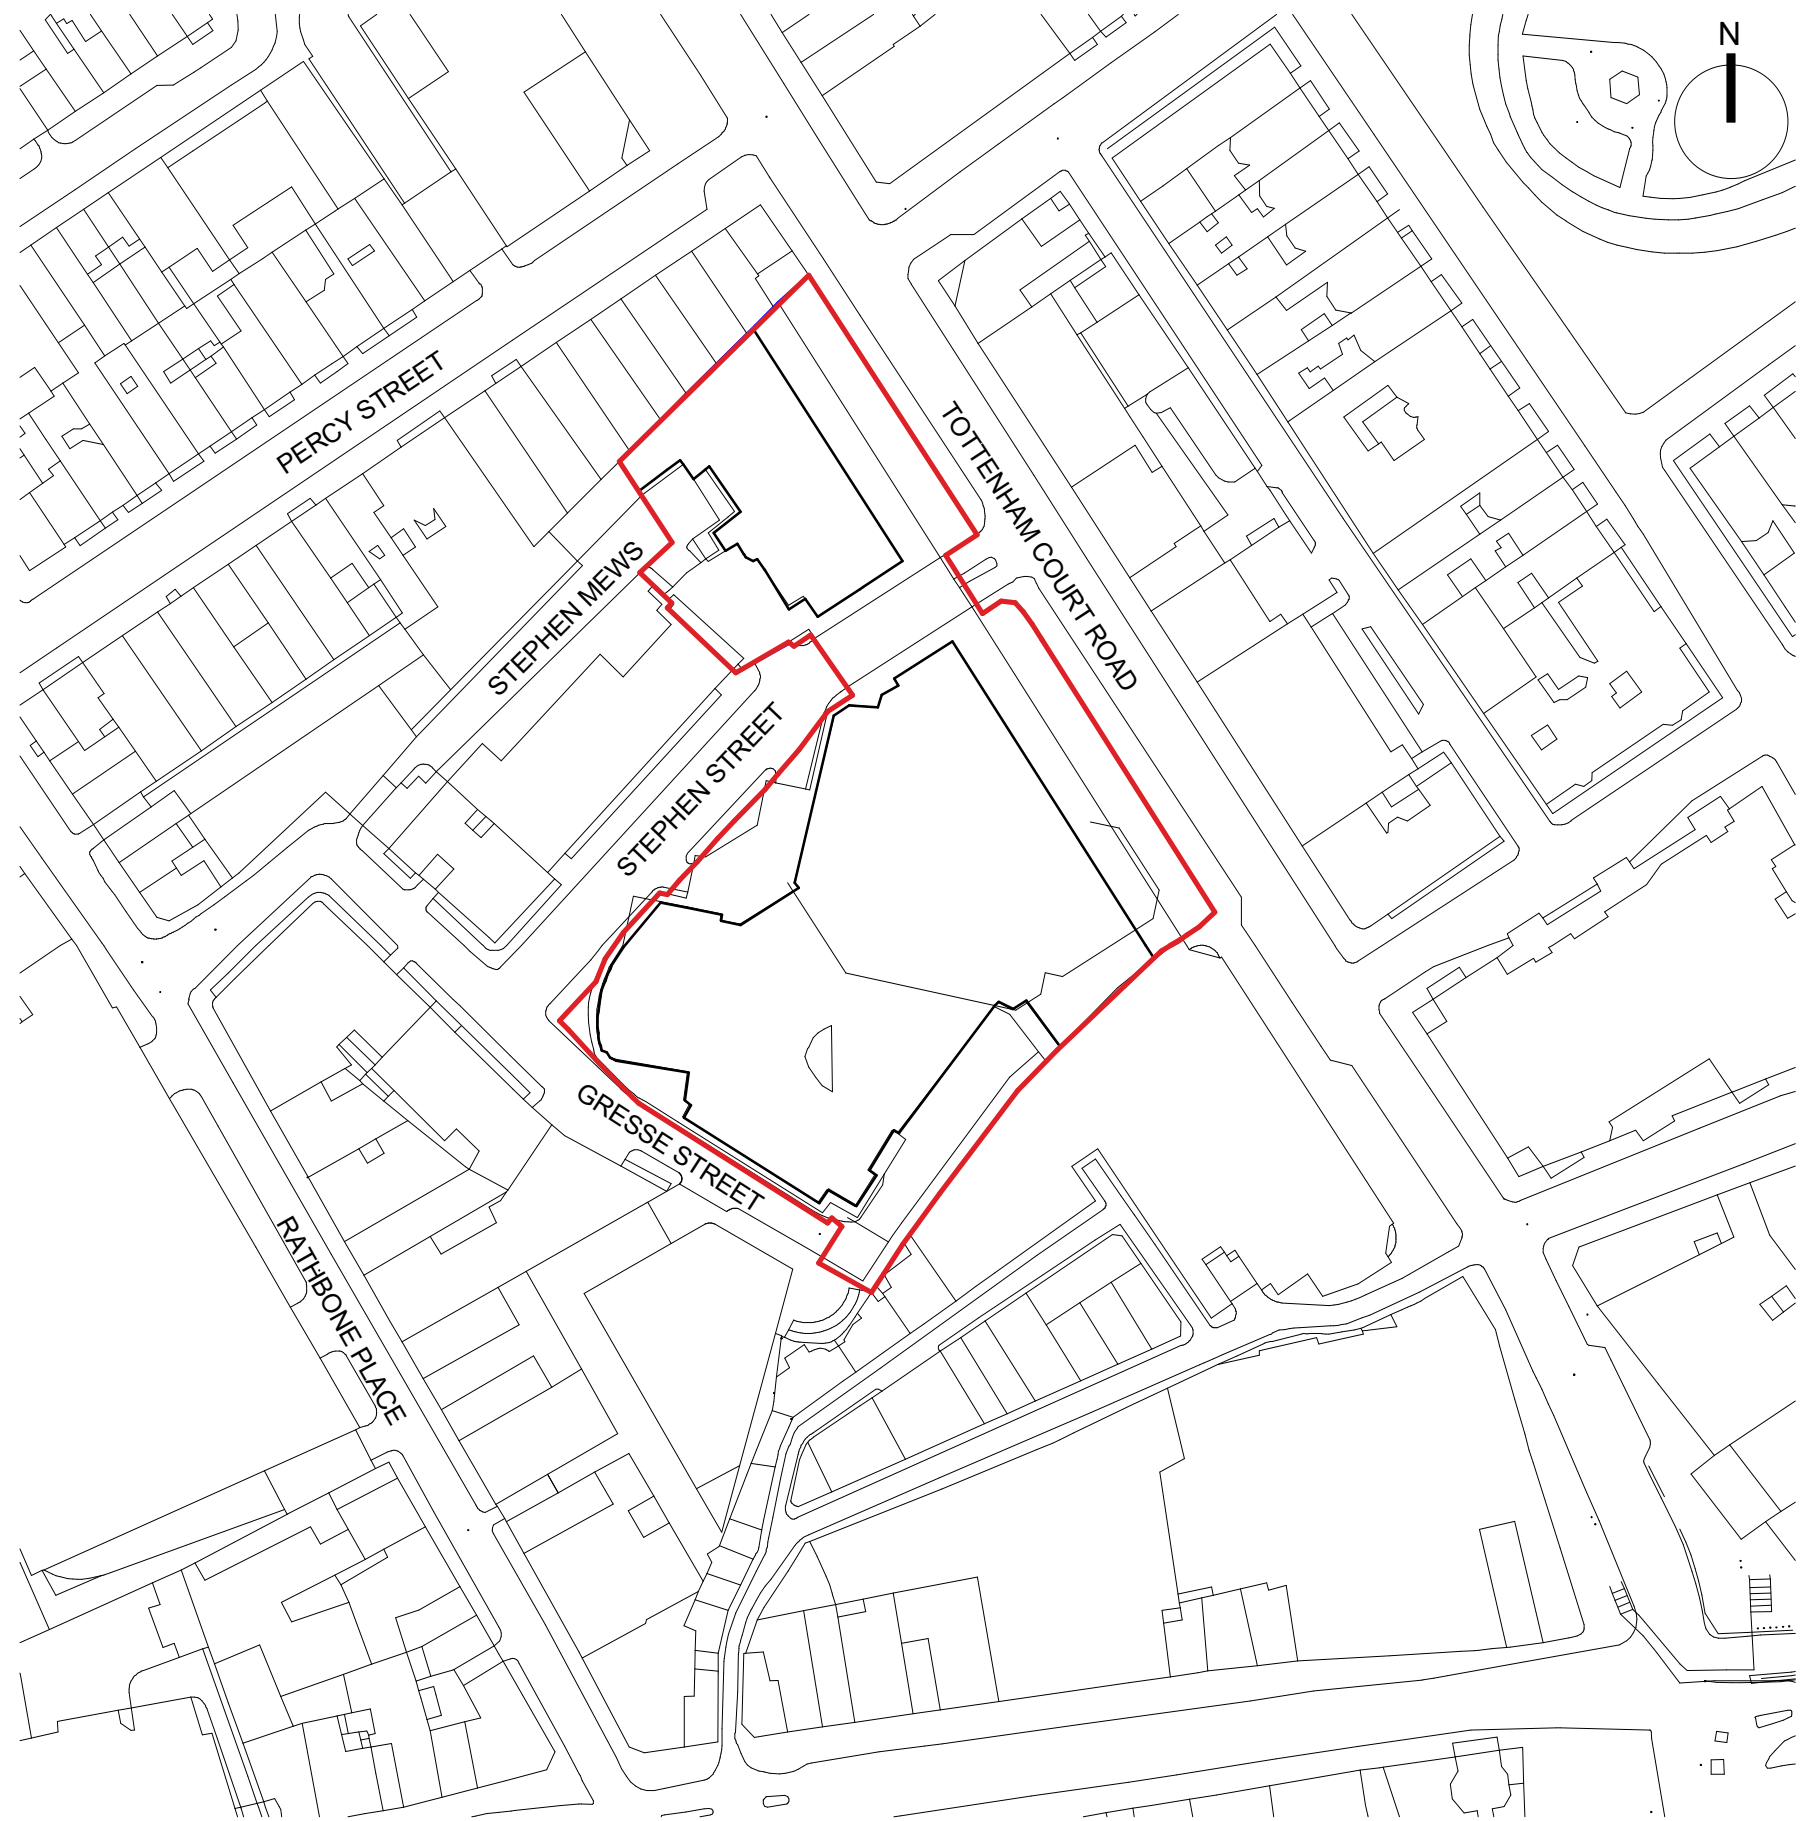 N
PERCY STREET
TOTTENHAM COURT ROAD
STEPHEN MEWS
STEPHEN STREET
GRESSE STREET
RATHBONE PLACE